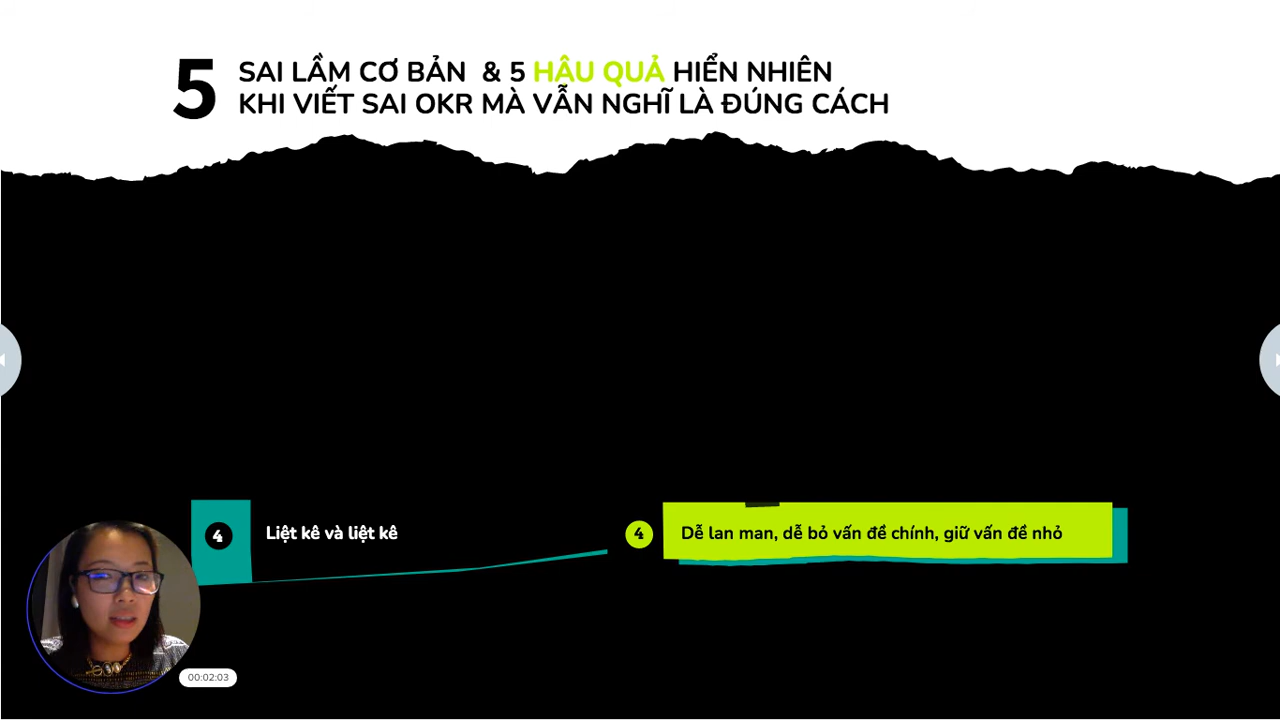 5
SAI LẦM CƠ BẢN & 5 HẬU QUẢ HIỂN NHIÊN
KHI VIẾT SAI OKR MÀ VẪN NGHĨ LÀ ĐÚNG CÁCH
4 Liệt kê và liệt kê
4 Dễ lan man, dễ bỏ vấn đề chính, giữ vấn đề nhỏ
00:02:03